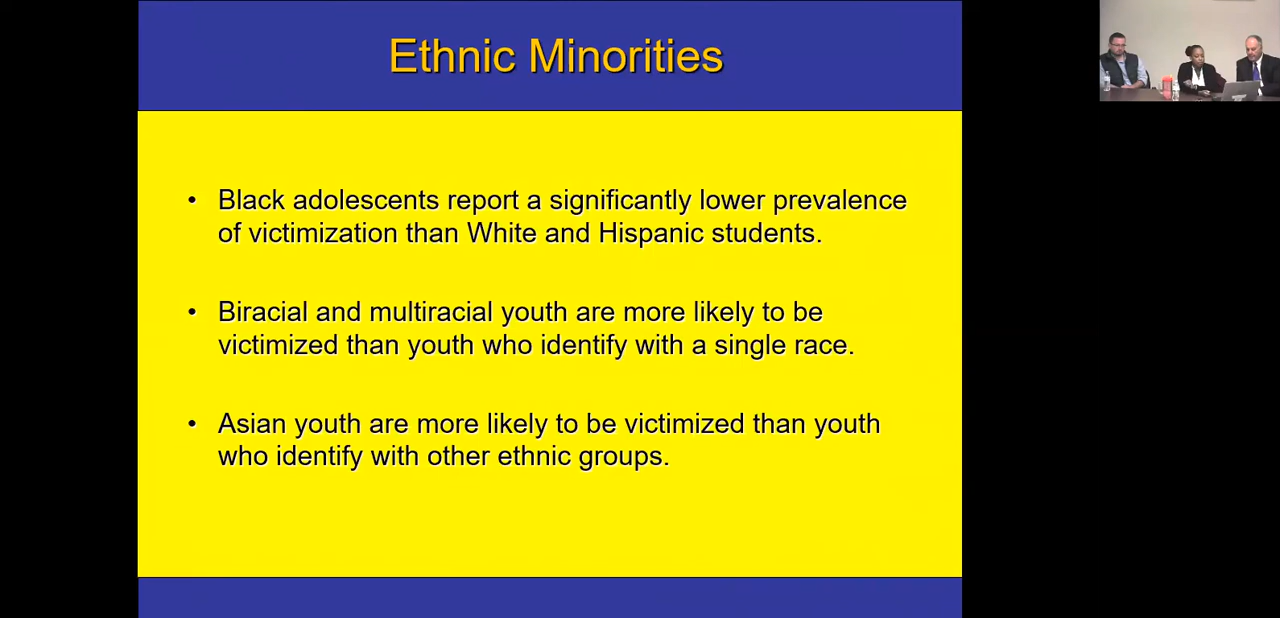 Ethnic Minorities
• Black adolescents report a significantly lower prevalence
of victimization than White and Hispanic students.
• Biracial and multiracial youth are more likely to be
victimized than youth who identify with a single race.
• Asian youth are more likely to be victimized than youth
who identify with other ethnic groups.